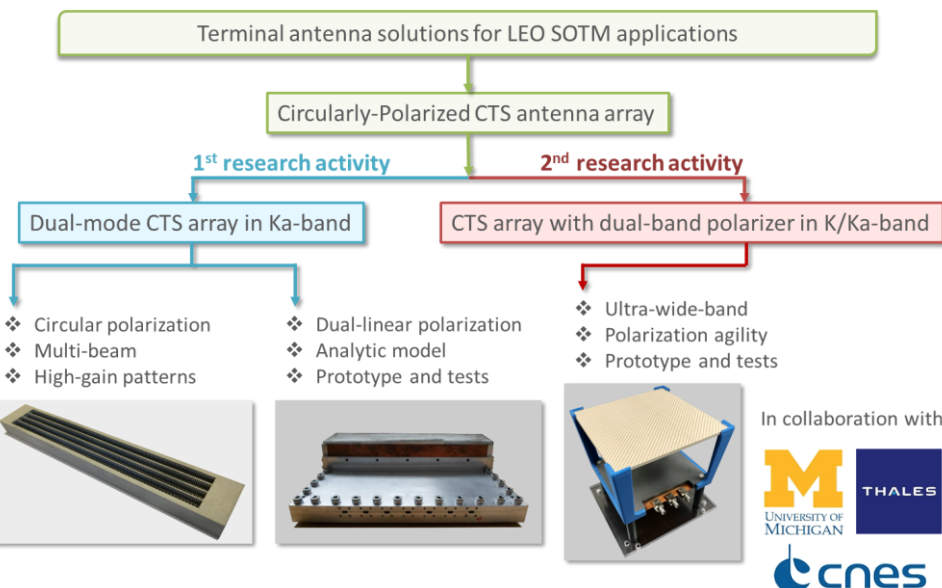 Terminal antenna solutions for LEO SOTM applications
Circularly-Polarized CTS antenna array
1st research activity
2nd research activity
Dual-mode CTS array in Ka-band
CTS array with dual-band polarizer in K/Ka-band
❖ Circular polarization
❖ Multi-beam
❖ High-gain patterns
❖ Dual-linear polarization
❖ Analytic model
❖ Prototype and tests
❖ Ultra-wide-band
❖ Polarization agility
❖ Prototype and tests
In collaboration with
M
UNIVERSITY OF
MICHIGAN
THALES
cnes